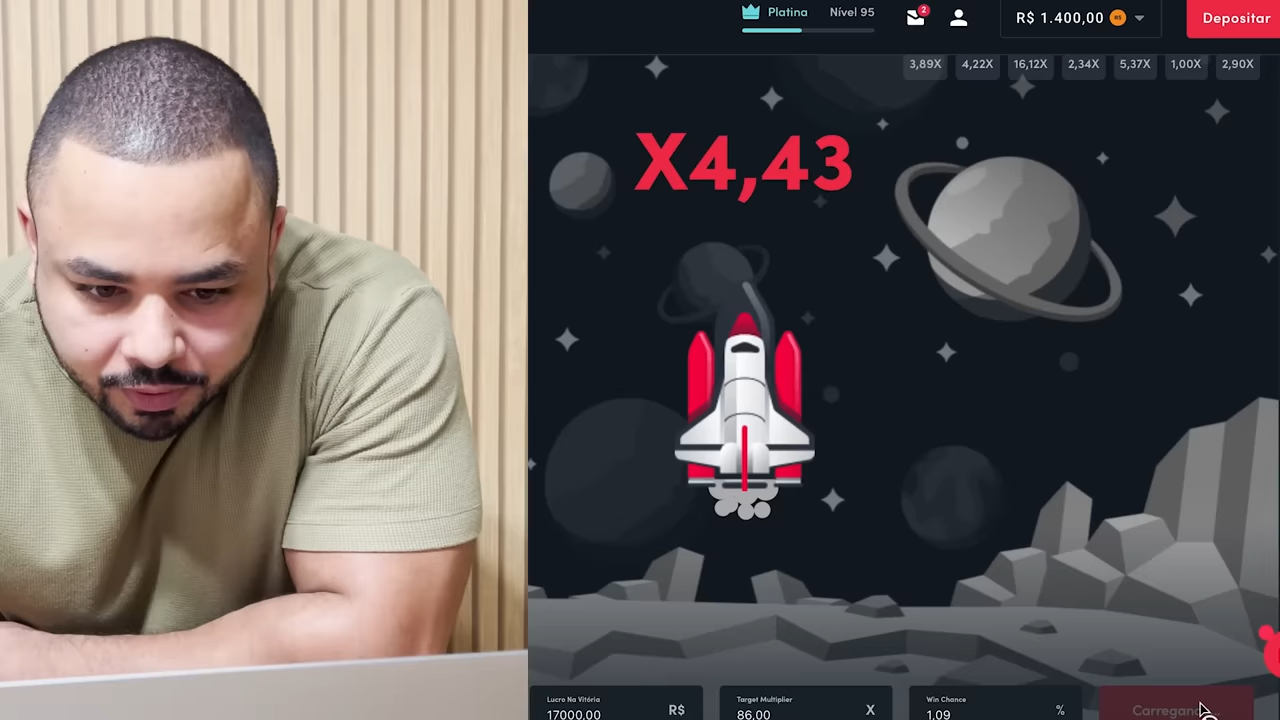 Platina
Nível 95
2
R$ 1.400,00
R$
Depositar
3,89X
4,22X
16,12X
2,34X
5,37X
1,00X
2,90X
X4,43
Lucro Na Vitória
17000.00
R$
Target Multiplier
86.00
X
Win Chance
1.09
%